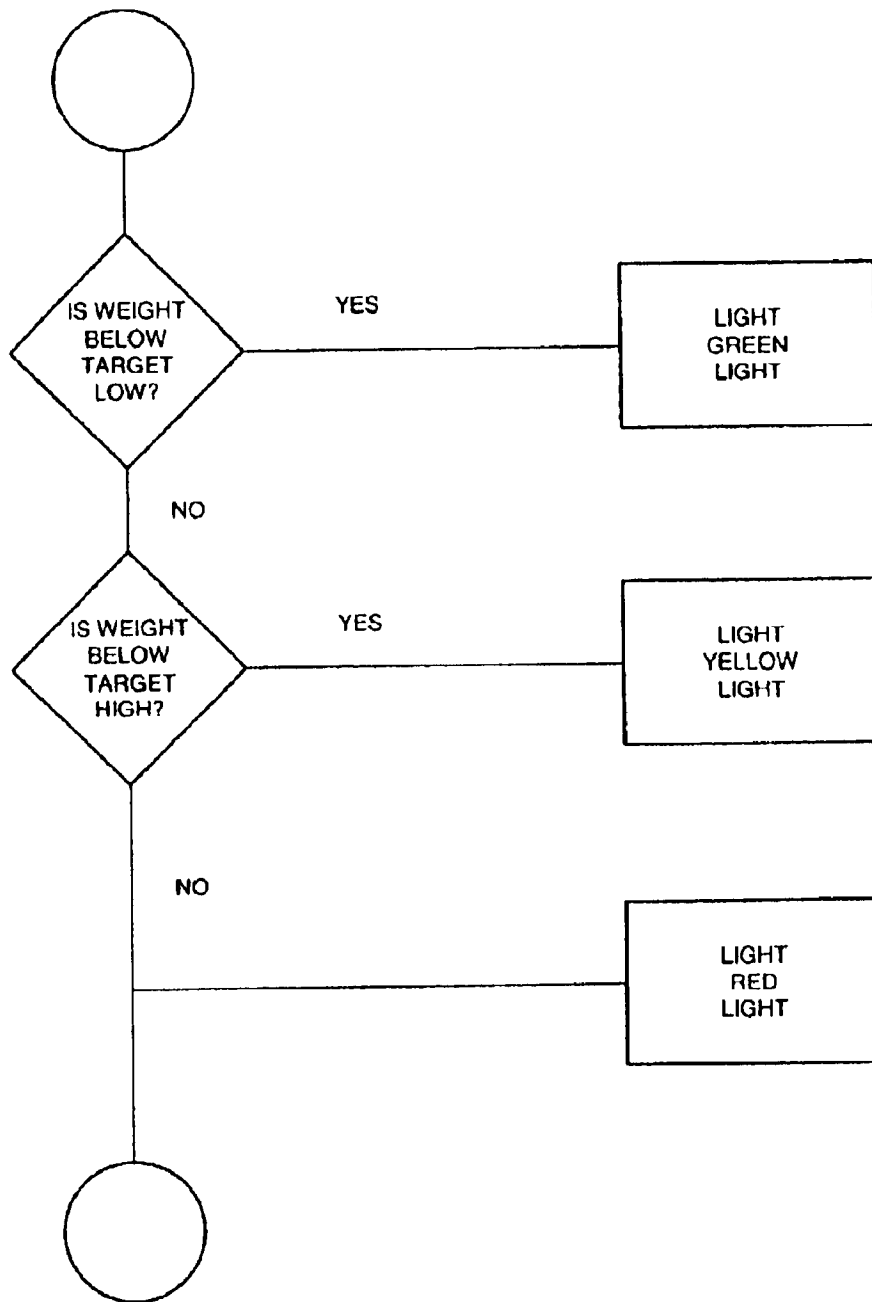 IS WEIGHT
BELOW
TARGET
LOW?
YES
LIGHT
GREEN
LIGHT
NO
IS WEIGHT
BELOW
TARGET
HIGH?
YES
LIGHT
YELLOW
LIGHT
NO
LIGHT
RED
LIGHT